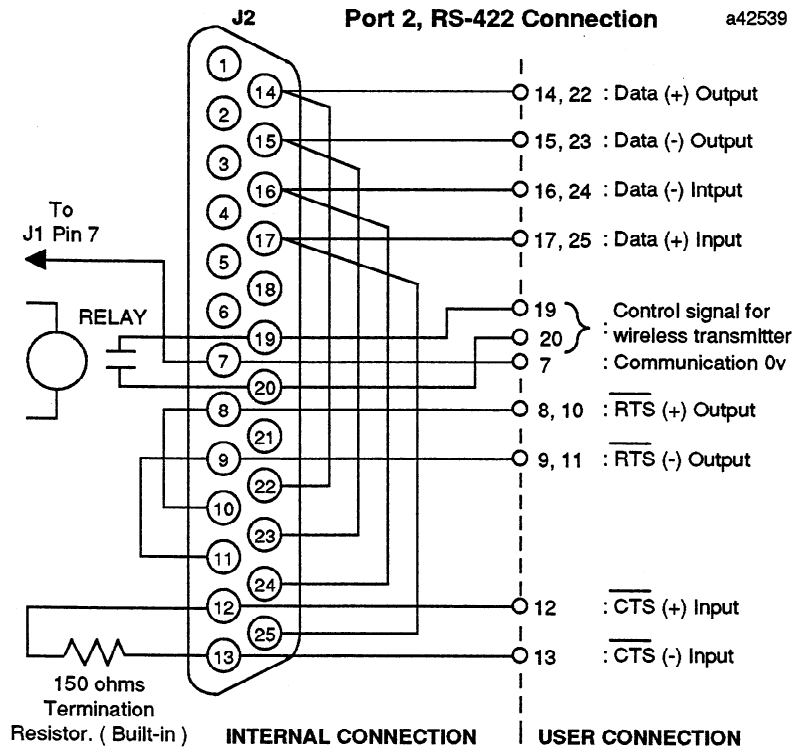 J2 Port 2, RS-422 Connection a42539
1
14
14, 22 : Data (+) Output
2
15
15, 23 : Data (-) Output
3
16
16, 24 : Data (-) Intput
4
17
17, 25 : Data (+) Input
To
J1 Pin 7
5
18
6
RELAY
19
19
20
Control signal for
: wireless transmitter
7
7 : Communication 0v
20
8
8, 10 : RTS (+) Output
21
9
9, 11 : RTS (-) Output
22
10
23
11
24
12
12 : CTS (+) Input
25
13
13 : CTS (-) Input
150 ohms
Termination
Resistor. ( Built-in )
INTERNAL CONNECTION
USER CONNECTION